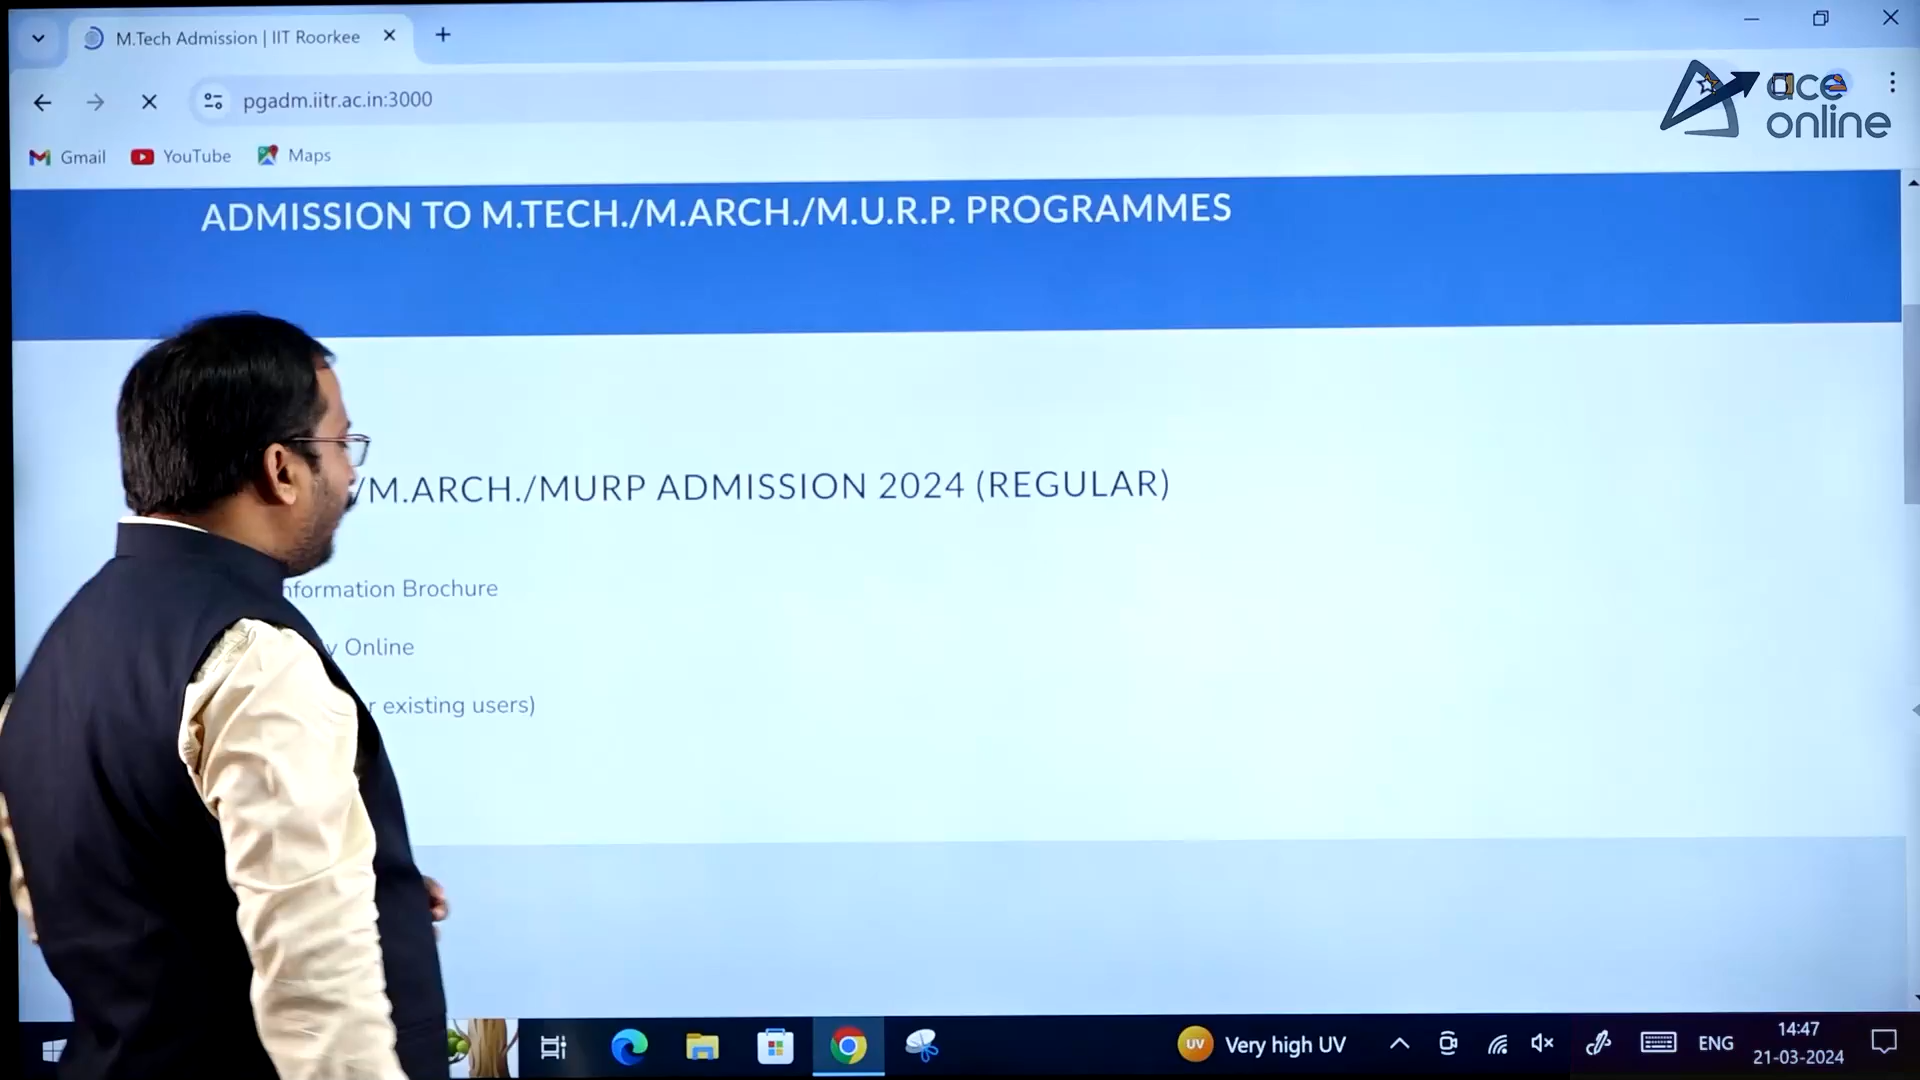 M.Tech Admission | IIT Roorkee
pgadm.iitr.ac.in:3000
ace
online
Gmail
YouTube
Maps
ADMISSION TO M.TECH./M.ARCH./M.U.R.P. PROGRAMMES
/M.ARCH./MURP ADMISSION 2024 (REGULAR)
nformation Brochure
y Online
r existing users)
UV
Very high UV
ENG
14:47
21-03-2024